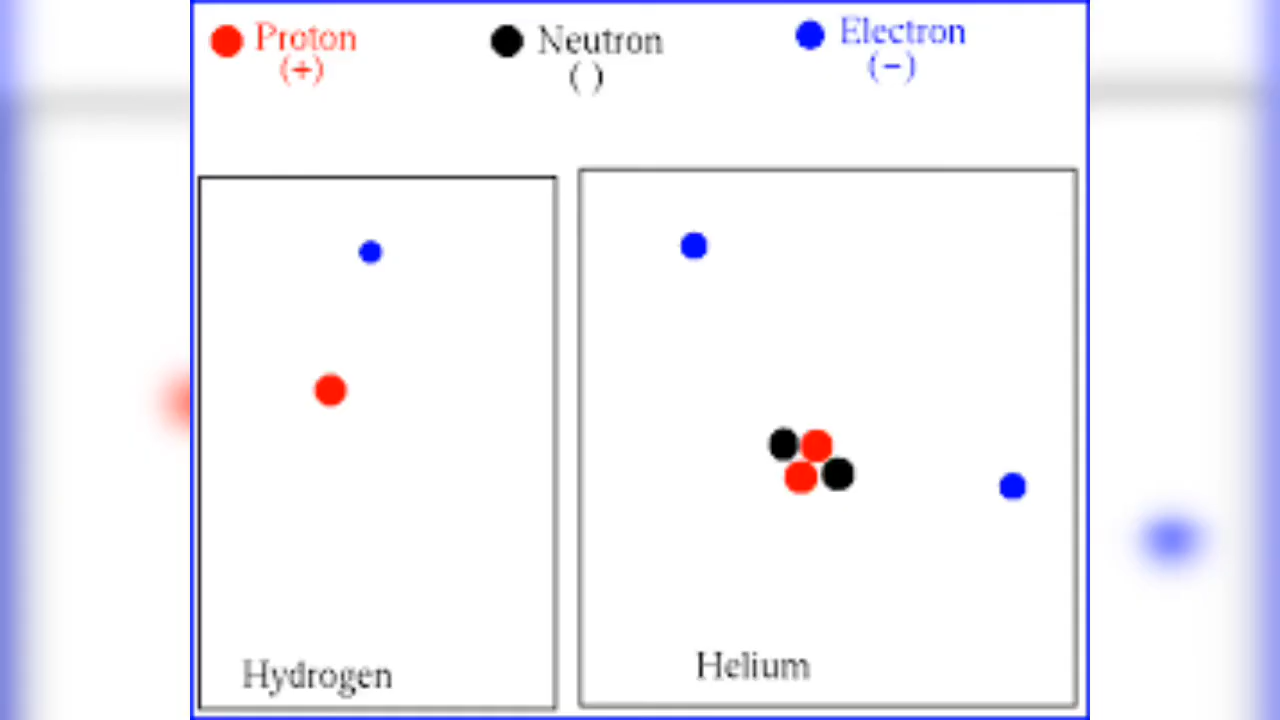 Proton
(+)
Neutron
( )
Electron
(−)
Hydrogen
Helium